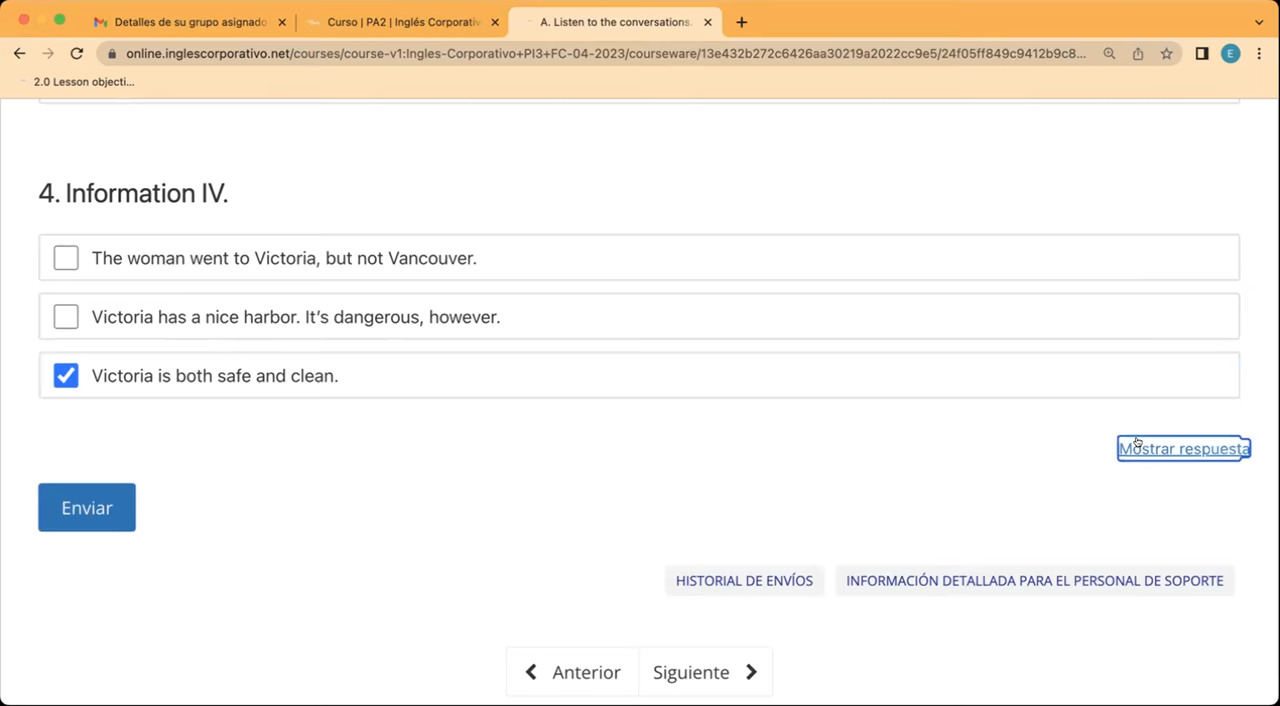 Detalles de su grupo asignado
Curso | PA2 | Inglés Corporativ
A. Listen to the conversations.
online.inglescorporativo.net/courses/course-v1:Ingles-Corporativo+PI3+FC-04-2023/courseware/13e432b272c6426aa30219a2022cc9e5/24f05ff849c9412b9c8...
E
2.0 Lesson objecti...
4. Information IV.
The woman went to Victoria, but not Vancouver.
Victoria has a nice harbor. It’s dangerous, however.
Victoria is both safe and clean.
Mostrar respuesta
Enviar
HISTORIAL DE ENVÍOS
INFORMACIÓN DETALLADA PARA EL PERSONAL DE SOPORTE
Anterior
Siguiente